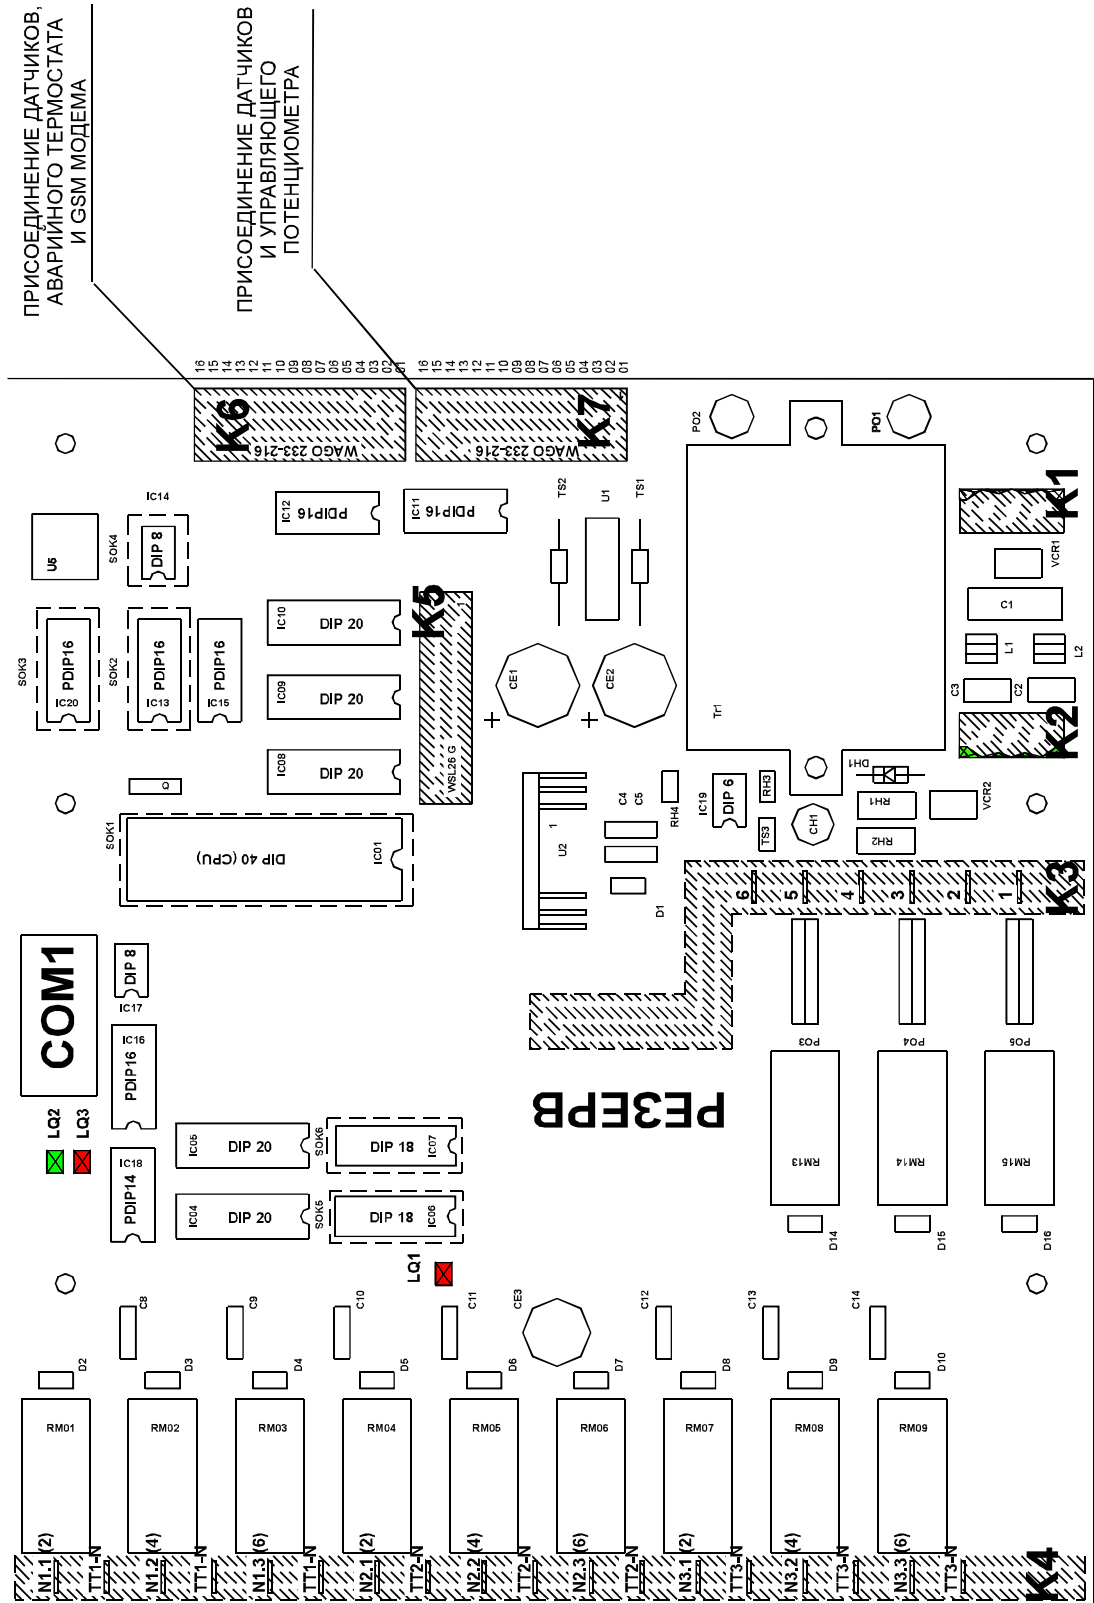 ПРИСОЕДИНЕНИЕ ДАТЧИКОВ,
АВАРИЙНОГО ТЕРМОСТАТА
И GSM МОДЕМА
ПРИСОЕДИНЕНИЕ ДАТЧИКОВ
И УПРАВЛЯЮЩЕГО
ПОТЕНЦИОМЕТРА
16
15
14
13
12
11
10
09
08
07
06
05
04
03
02
01
16
15
14
13
12
11
10
09
08
07
06
05
04
03
02
01
K6
WAGO 233-216
K7
WAGO 233-216
PO2
PO1
U5
IC14
SOK4
DIP 8
IC12
PDIP16
IC11
PDIP16
TS2
U1
TS1
K1
VCR1
SOK3
PDIP16
IC20
SOK2
PDIP16
IC13
PDIP16
IC15
IC10
DIP 20
IC09
DIP 20
IC08
DIP 20
K5
1
WSL26 G
CE1
+
CE2
+
Tr1
C1
L1
L2
C3
C2
K2
Q
SOK1
DIP 40 (CPU)
IC01
1
U2
C4
C5
RH4
D1
IC19
DIP 6
RH3
TS3
CH1
DH1
RH1
RH2
VCR2
6
5
4
3
2
1
K3
COM1
DIP 8
IC17
IC16
PDIP16
LQ2
LQ3
IC18
PDIP14
IC05
DIP 20
SOK6
DIP 18
IC07
IC04
DIP 20
SOK5
DIP 18
IC06
LQ1
РЕЗЕРВ
PO3
PO4
PO5
RM13
RM14
RM15
D14
D15
D16
C8
C9
C10
C11
CE3
C12
C13
C14
D2
D3
D4
D5
D6
D7
D8
D9
D10
RM01
RM02
RM03
RM04
RM05
RM06
RM07
RM08
RM09
N1.1 (2)
TT1-N
N1.2 (4)
TT1-N
N1.3 (6)
TT1-N
N2.1 (2)
TT2-N
N2.2 (4)
TT2-N
N2.3 (6)
TT2-N
N3.1 (2)
TT3-N
N3.2 (4)
TT3-N
N3.3 (6)
TT3-N
K4